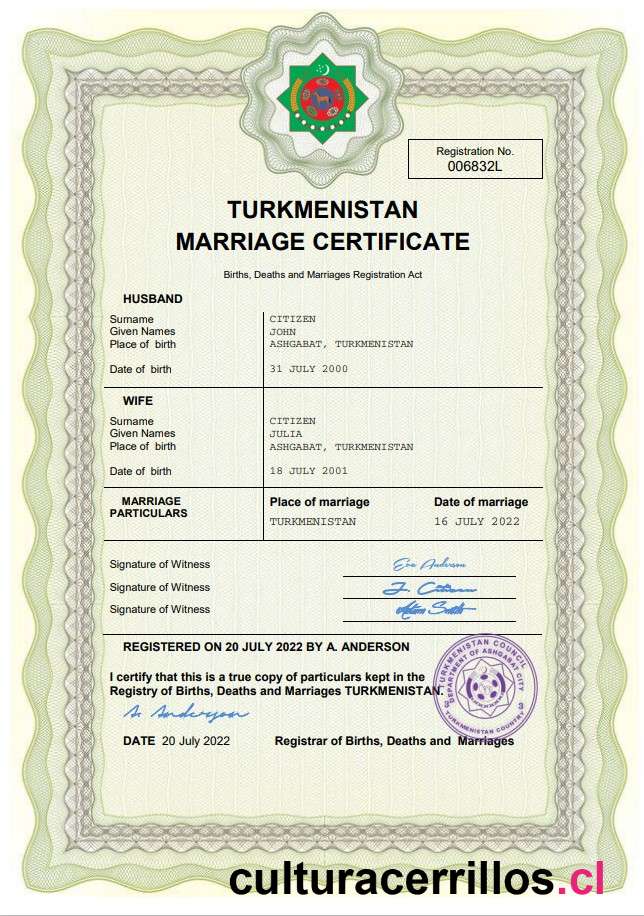 Registration No.
006832L
TURKMENISTAN
MARRIAGE CERTIFICATE
Births, Deaths and Marriages Registration Act
HUSBAND
Surname CITIZEN
Given Names JOHN
Place of birth ASHGABAT, TURKMENISTAN
Date of birth 31 JULY 2000
WIFE
Surname CITIZEN
Given Names JULIA
Place of birth ASHGABAT, TURKMENISTAN
Date of birth 18 JULY 2001
MARRIAGE Place of marriage Date of marriage
PARTICULARS
TURKMENISTAN 16 JULY 2022
Signature of Witness Eva Anderson
Signature of Witness J. Citizen
Signature of Witness Smith
REGISTERED ON 20 JULY 2022 BY A. ANDERSON
I certify that this is a true copy of particulars kept in the
Registry of Births, Deaths and Marriages TURKMENISTAN.
A. Anderson
TURKMENISTAN COUNCIL
DEPARTMENT OF ASHGABAT CITY
3 3
TURKMENISTAN COUNTRY
DATE 20 July 2022 Registrar of Births, Deaths and Marriages
culturacerrillos.cl